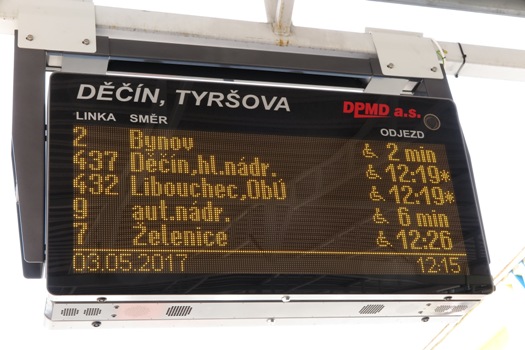 DĚČÍN, TYRŠOVA
DPMD a.s.
LINKA SMĚR ODJEZD
2 Bynov ♿ 2 min
437 Děčín,hl.nádr. ♿ 12:19*
432 Libouchec,ObÚ ♿ 12:19*
9 aut.nádr. ♿ 6 min
7 Želenice ♿ 12:26
03.05.2017 12:15